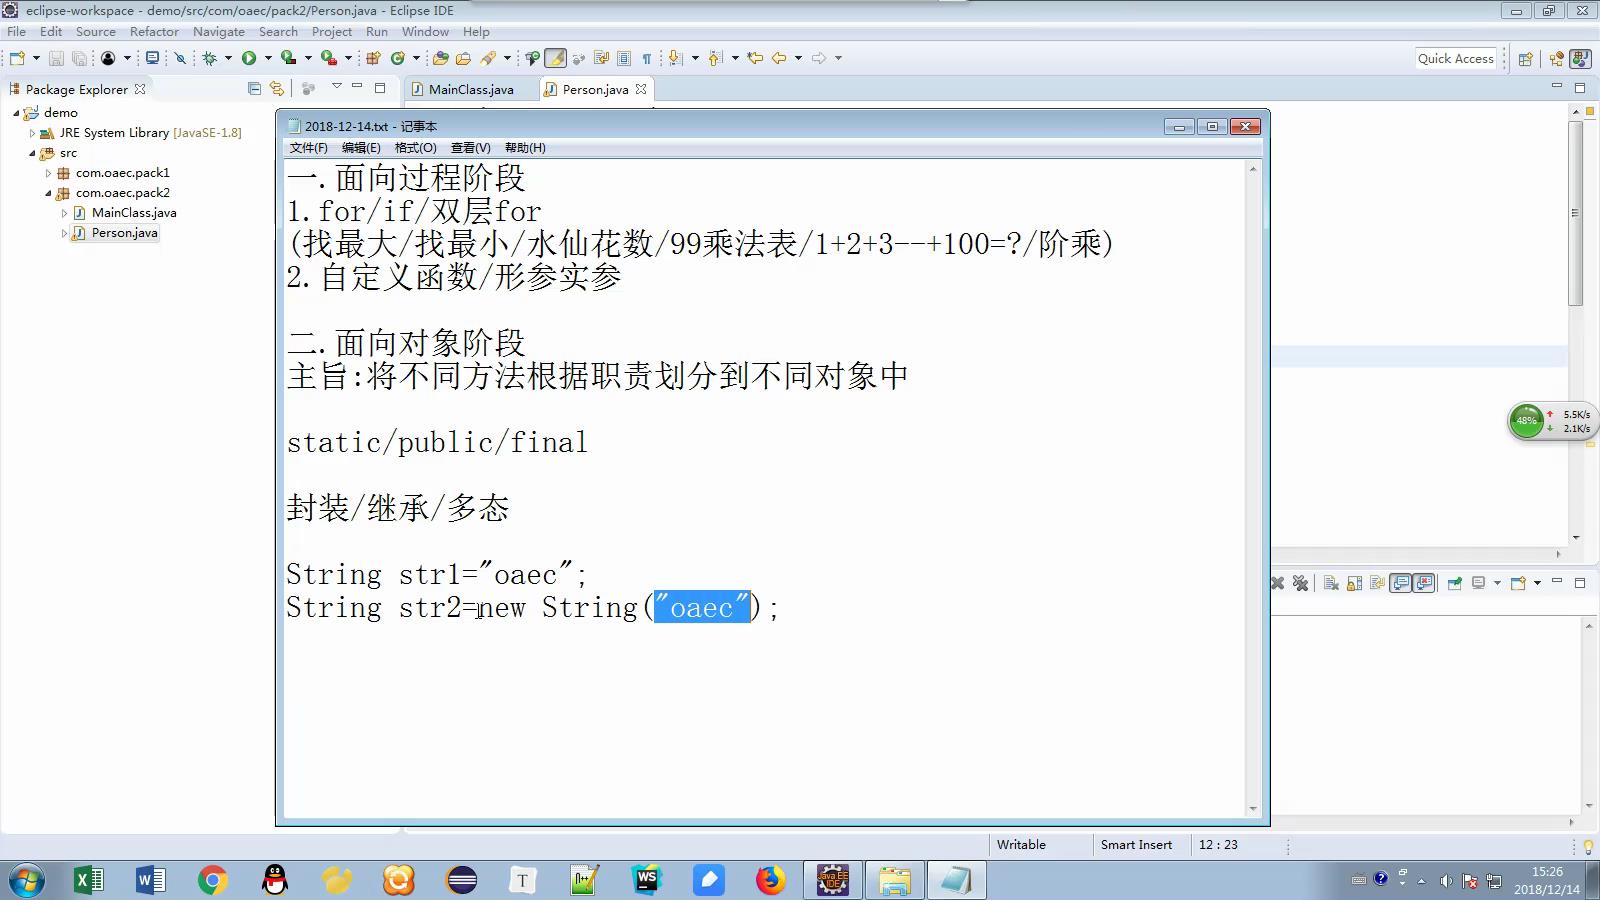 eclipse-workspace - demo/src/com/oaec/pack2/Person.java - Eclipse IDE
File Edit Source Refactor Navigate Search Project Run Window Help
Quick Access
Package Explorer
MainClass.java
Person.java
demo
JRE System Library [JavaSE-1.8]
src
com.oaec.pack1
com.oaec.pack2
MainClass.java
Person.java
2018-12-14.txt - 记事本
文件(F) 编辑(E) 格式(O) 查看(V) 帮助(H)
一.面向过程阶段
1.for/if/双层for
(找最大/找最小/水仙花数/99乘法表/1+2+3--+100=?/阶乘)
2.自定义函数/形参实参
二.面向对象阶段
主旨:将不同方法根据职责划分到不同对象中
static/public/final
封装/继承/多态
String str1="oaec";
String str2=new String("oaec");
48%
5.5K/s
2.1K/s
Writable
Smart Insert
12 : 23
15:26
2018/12/14